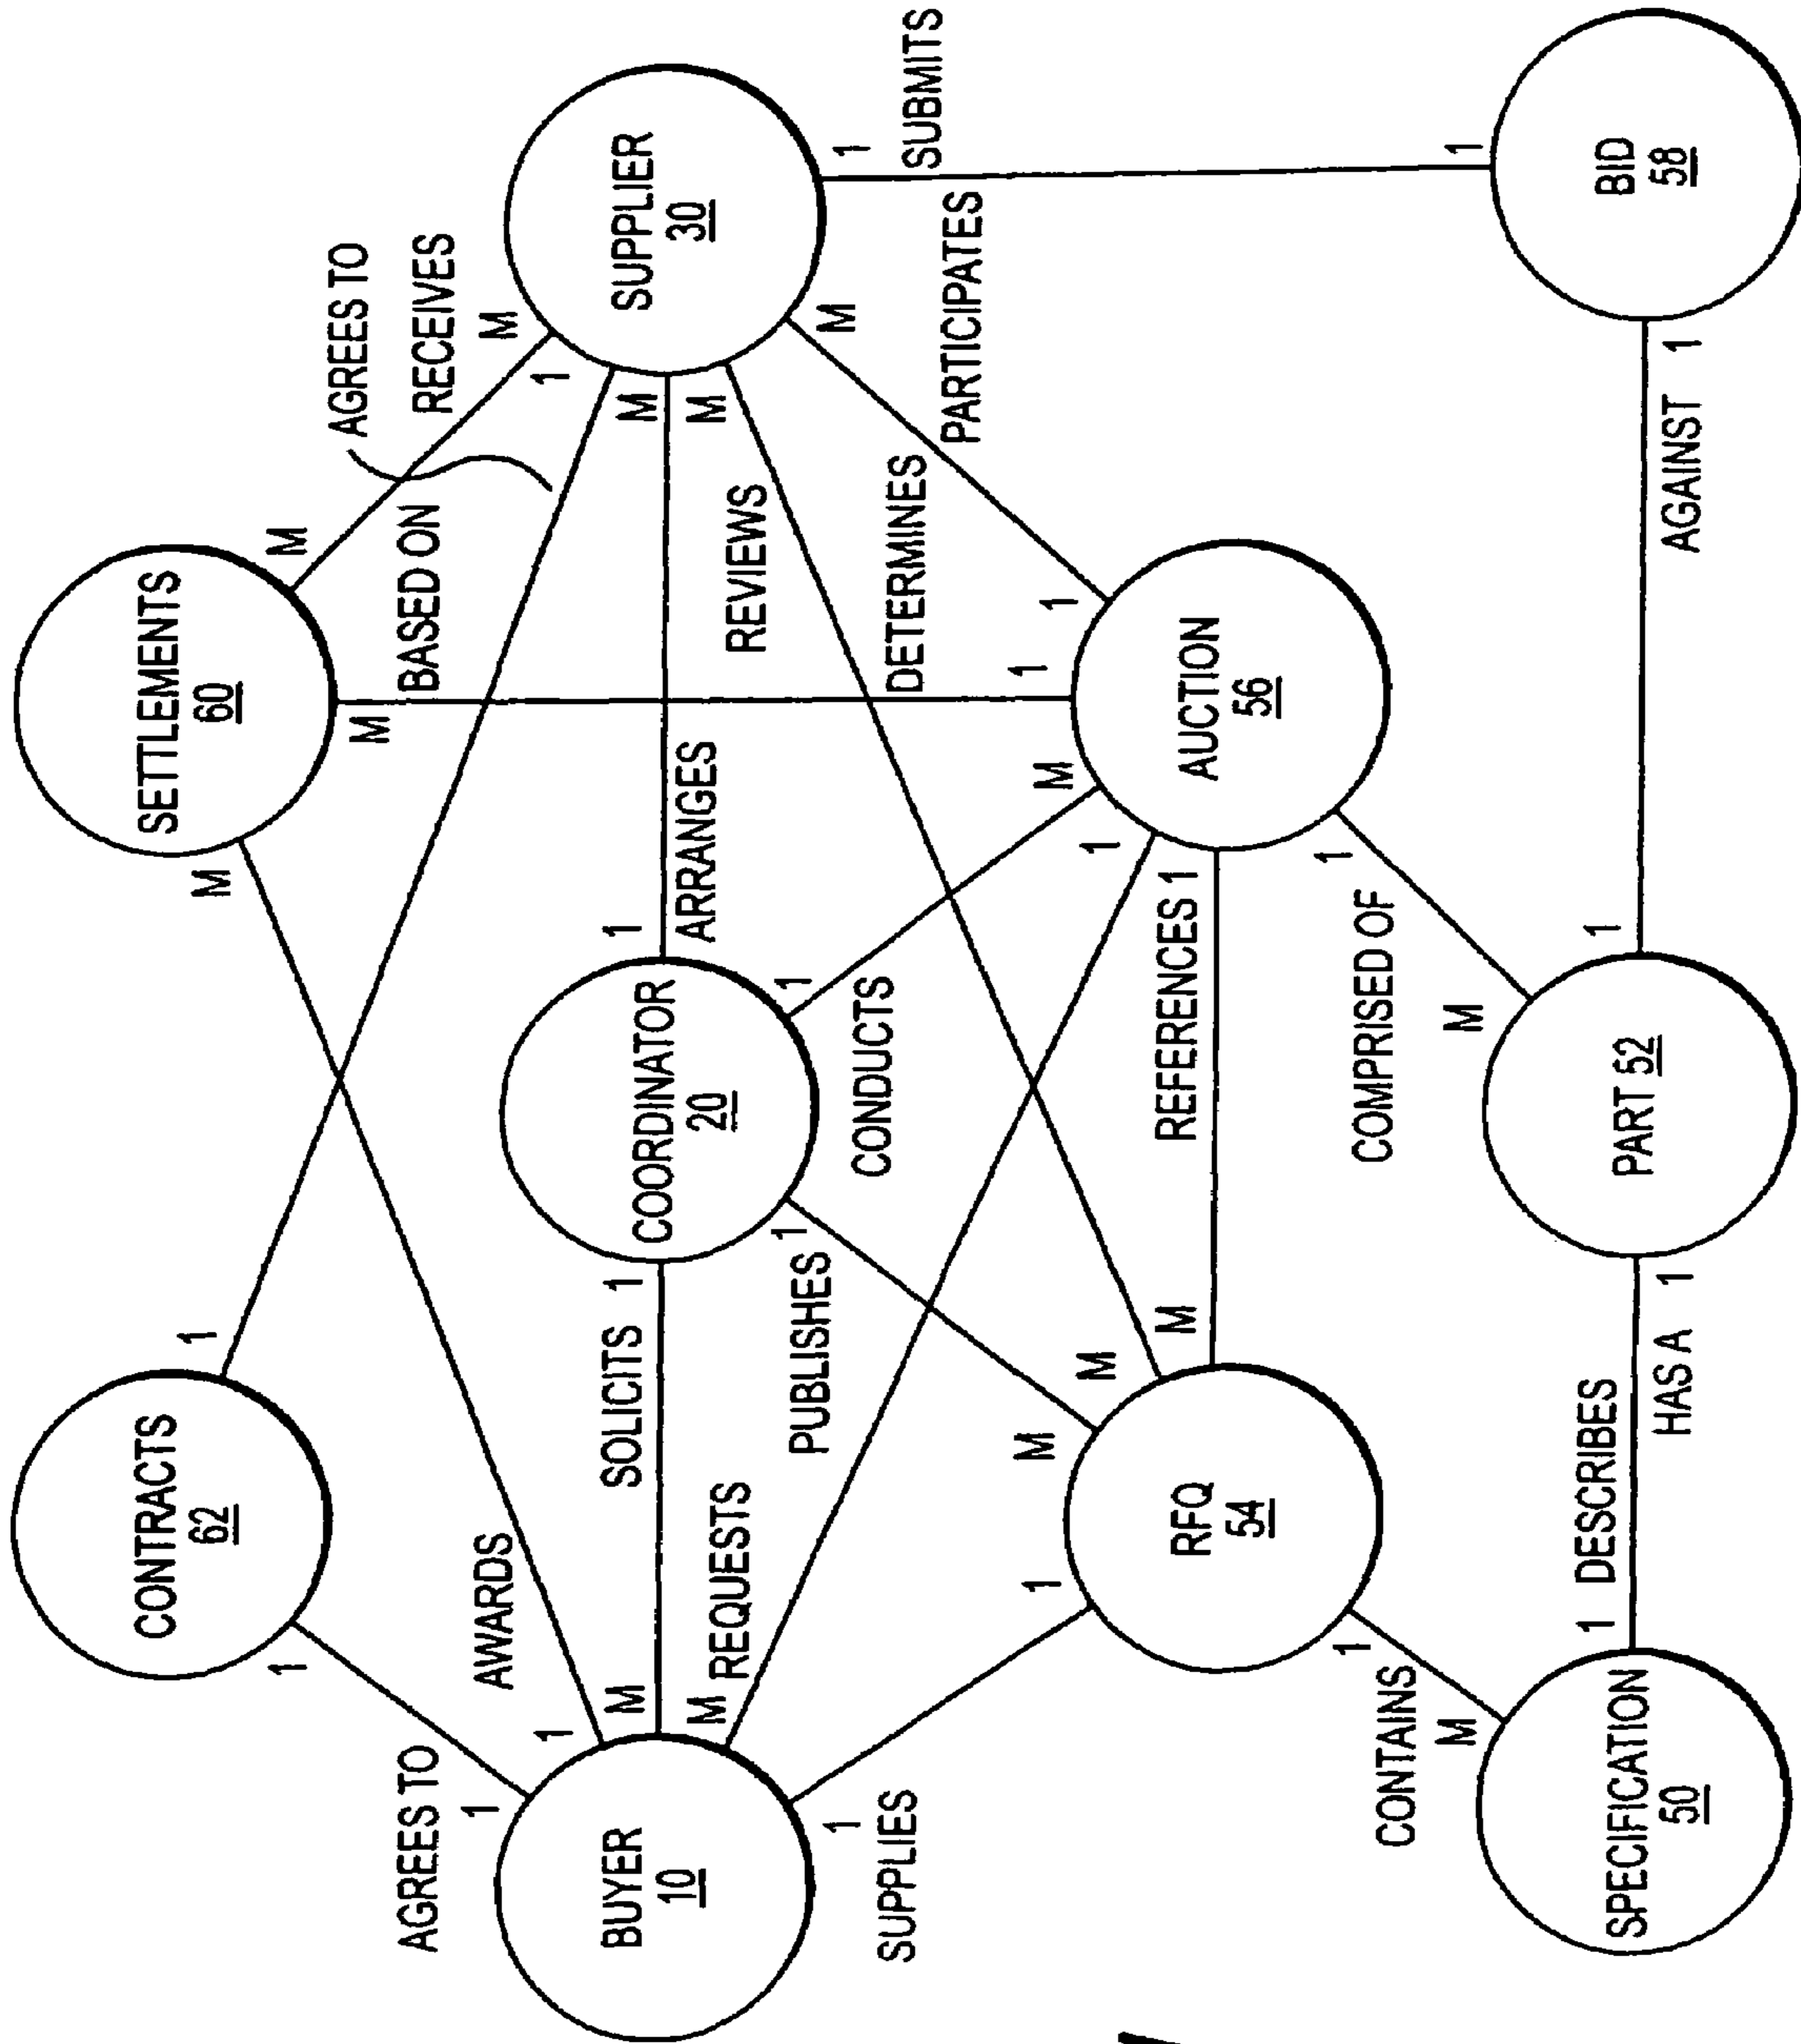 CONTRACTS
62
SETTLEMENTS
60
AGREES TO
RECEIVES
BASED ON
AGREES TO
AWARDS
1
1
M
M
M
M
1
1
1
BUYER
10
M
SOLICITS 1
COORDINATOR
20
1
ARRANGES
M
SUPPLIER
30
M REQUESTS
PUBLISHES 1
REVIEWS
M
1
SUPPLIES
CONDUCTS
1
DETERMINES
PARTICIPATES
M
1
SUBMITS
1
M
M
1
M
1
1
RFQ
54
M
REFERENCES 1
AUCTION
56
CONTAINS
1
COMPRISED OF
1
M
M
1 DESCRIBES
1
1
SPECIFICATION
50
HAS A 1
PART 52
AGAINST 1
BID
58